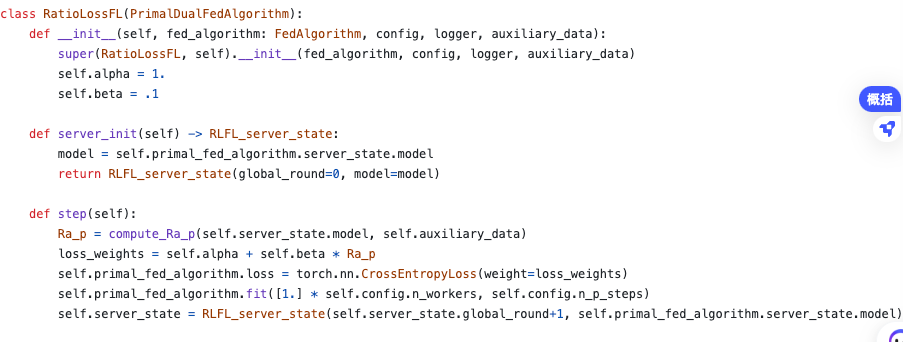 class RatioLossFL(PrimalDualFedAlgorithm):
    def __init__(self, fed_algorithm: FedAlgorithm, config, logger, auxiliary_data):
        super(RatioLossFL, self).__init__(fed_algorithm, config, logger, auxiliary_data)
        self.alpha = 1.
        self.beta = .1
概括
    def server_init(self) -> RLFL_server_state:
        model = self.primal_fed_algorithm.server_state.model
        return RLFL_server_state(global_round=0, model=model)
    def step(self):
        Ra_p = compute_Ra_p(self.server_state.model, self.auxiliary_data)
        loss_weights = self.alpha + self.beta * Ra_p
        self.primal_fed_algorithm.loss = torch.nn.CrossEntropyLoss(weight=loss_weights)
        self.primal_fed_algorithm.fit([1.] * self.config.n_workers, self.config.n_p_steps)
        self.server_state = RLFL_server_state(self.server_state.global_round+1, self.primal_fed_algorithm.server_state.model)